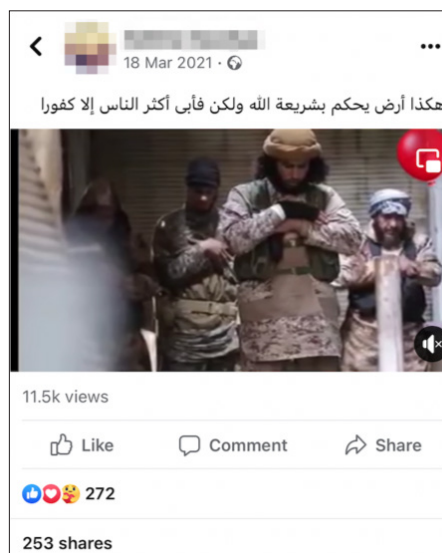 18 Mar 2021 ·
هكذا أرض يحكم بشريعة الله ولكن فأبى أكثر الناس إلا كفورا
11.5k views
Like Comment Share
272
253 shares